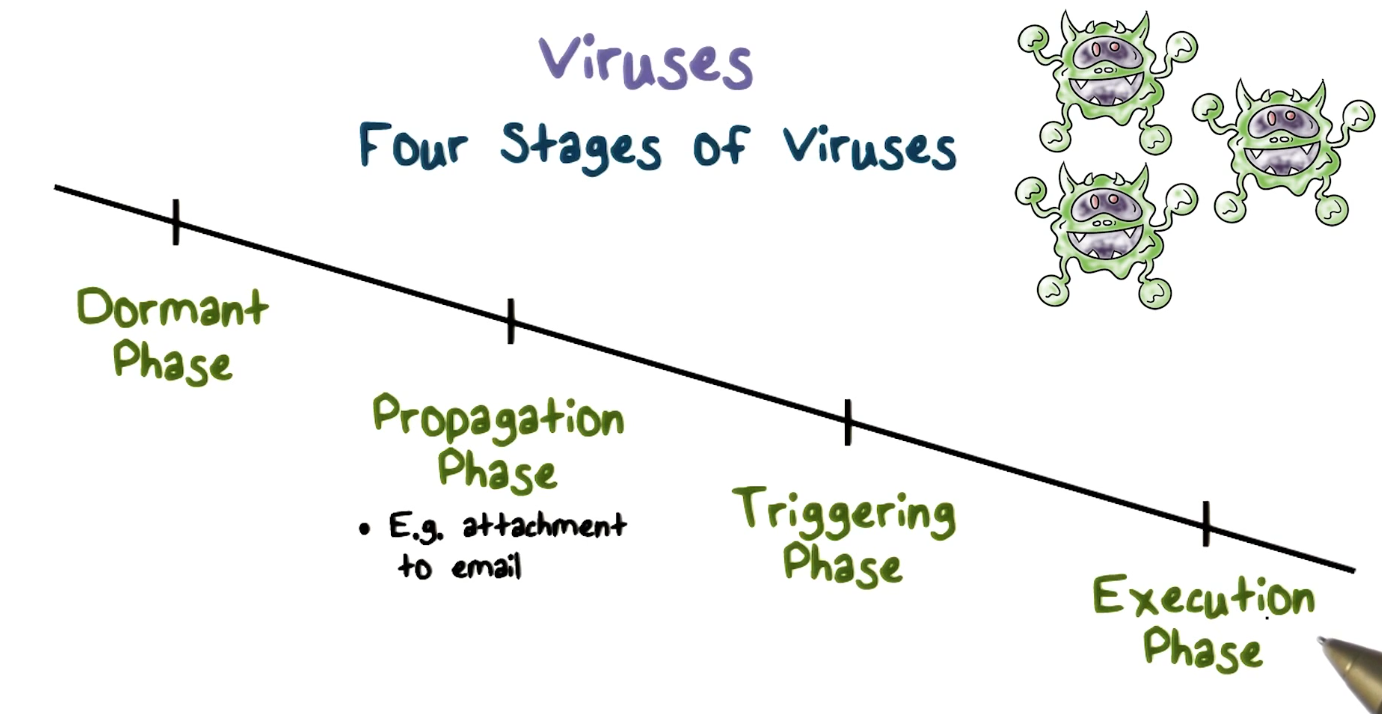 Viruses
Four Stages of Viruses
Dormant
Phase
Propagation
Phase
• E.g. attachment
to email
Triggering
Phase
Execution
Phase